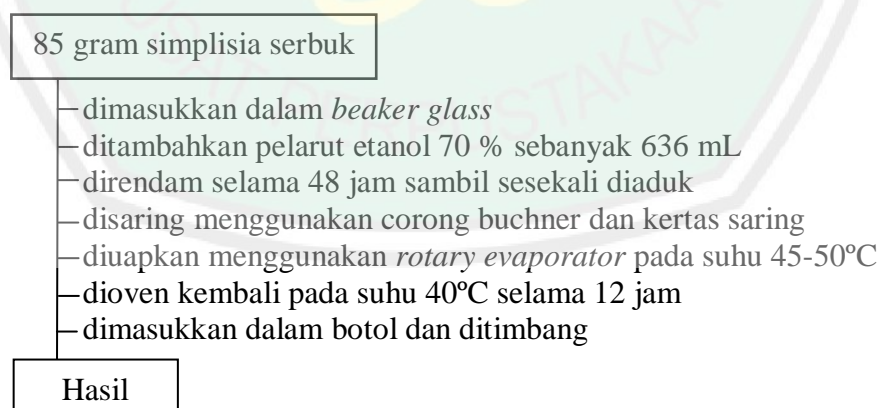 85 gram simplisia serbuk
dimasukkan dalam beaker glass
ditambahkan pelarut etanol 70 % sebanyak 636 mL
direndam selama 48 jam sambil sesekali diaduk
disaring menggunakan corong buchner dan kertas saring
diuapkan menggunakan rotary evaporator pada suhu 45-50ºC
dioven kembali pada suhu 40ºC selama 12 jam
dimasukkan dalam botol dan ditimbang
Hasil